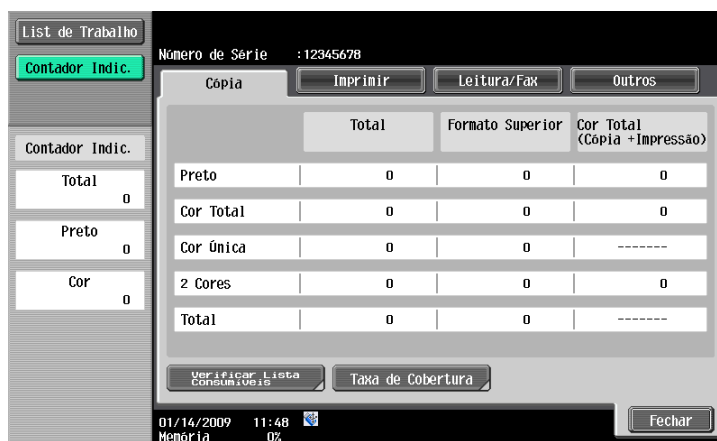 List de Trabalho
Contador Indic.
Número de Série :12345678
Cópia Imprimir Leitura/Fax Outros
Contador Indic.
Total
0
Preto
0
Cor
0
Total Formato Superior Cor Total
(Cópia +Impressão)
Preto 0 0 0
Cor Total 0 0 0
Cor Única 0 0 -------
2 Cores 0 0 0
Total 0 0 -------
Verificar Lista
Consumíveis
Taxa de Cobertura
01/14/2009 11:48
Memória 0%
Fechar